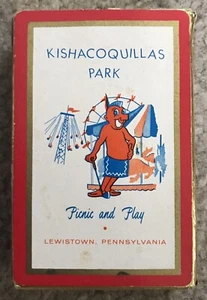 KISHACOQUILLAS
PARK
Picnic and Play
LEWISTOWN, PENNSYLVANIA